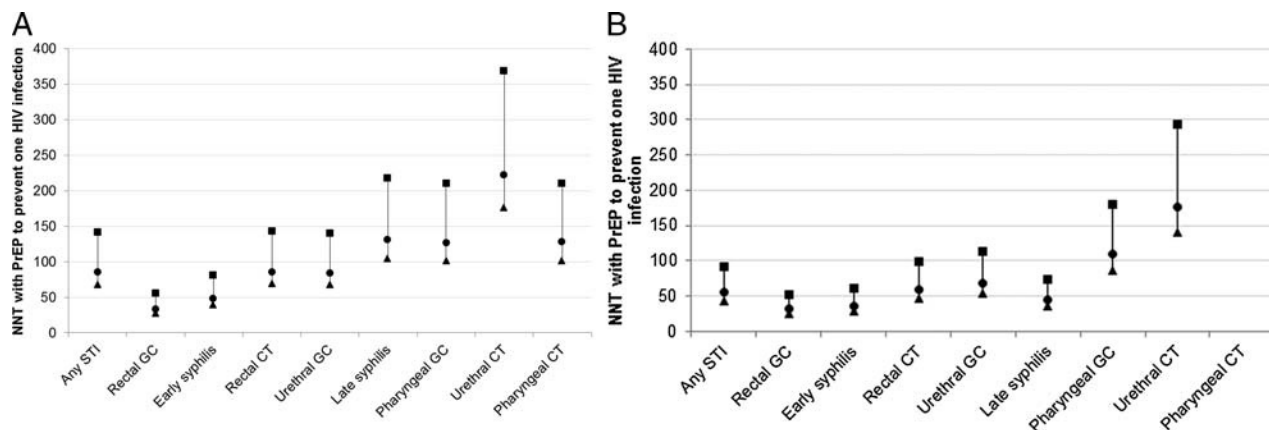 A
NNT with PrEP to prevent one HIV infection
400
350
300
250
200
150
100
50
0
Any STI
Rectal GC
Early syphilis
Rectal CT
Urethral GC
Late syphilis
Pharyngeal GC
Urethral CT
Pharyngeal CT
B
NNT with PrEP to prevent one HIV
infection
400
350
300
250
200
150
100
50
0
Any STI
Rectal GC
Early syphilis
Rectal CT
Urethral GC
Late syphilis
Pharyngeal GC
Urethral CT
Pharyngeal CT